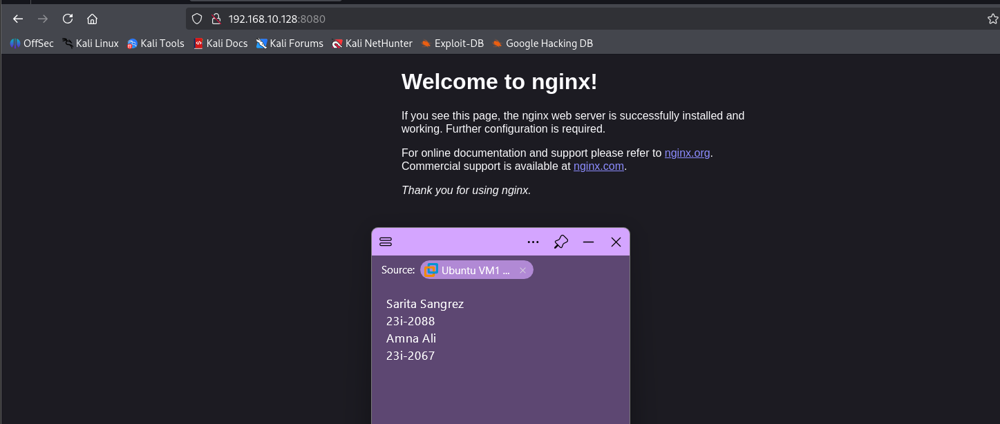 192.168.10.128:8080
OffSec Kali Linux Kali Tools Kali Docs Kali Forums Kali NetHunter Exploit-DB Google Hacking DB
Welcome to nginx!
If you see this page, the nginx web server is successfully installed and
working. Further configuration is required.
For online documentation and support please refer to nginx.org.
Commercial support is available at nginx.com.
Thank you for using nginx.
Source: Ubuntu VM1 ...
Sarita Sangrez
23i-2088
Amna Ali
23i-2067